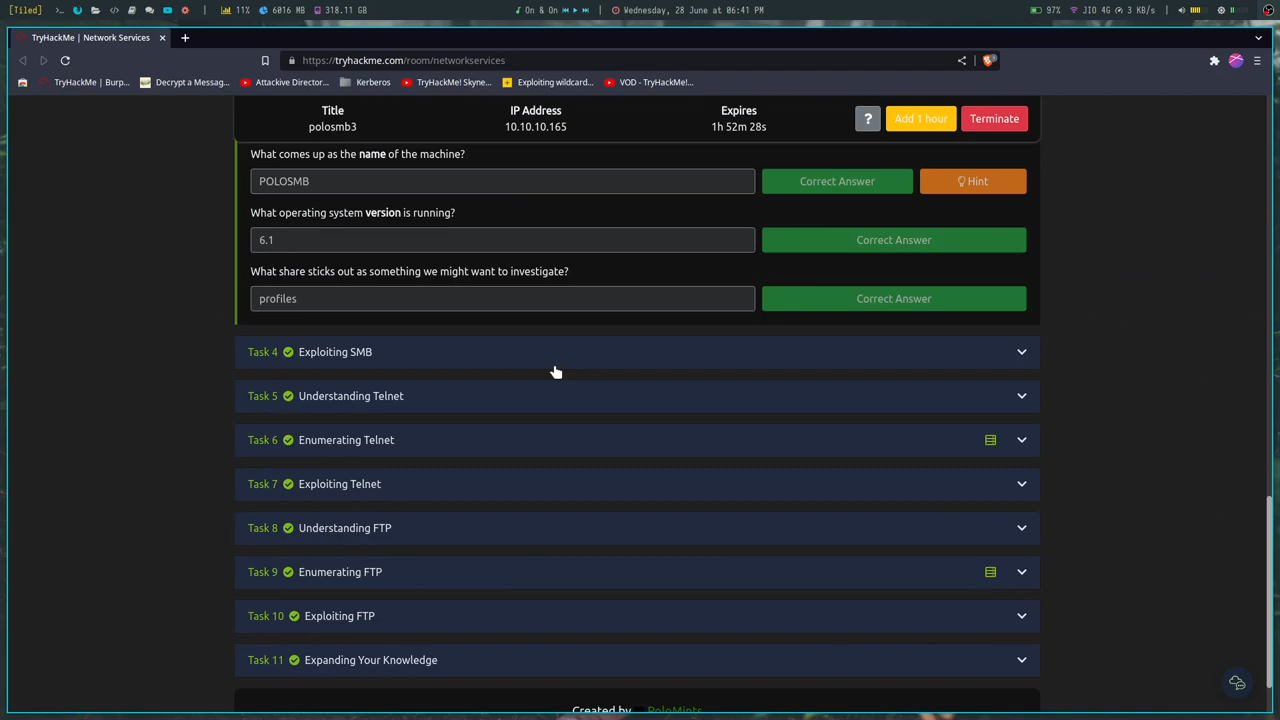 [Tiled] 11% 6016 MB 318.11 GB On & On Wednesday, 28 June at 06:41 PM 97% JIO 4G 3 KB/s
TryHackMe | Network Services
https://tryhackme.com/room/networkservices
TryHackMe | Burp... Decrypt a Messag... Attackive Director... Kerberos TryHackMe! Skyne... Exploiting wildcard... VOD - TryHackMe!...
Title IP Address Expires
polosmb3 10.10.10.165 1h 52m 28s
? Add 1 hour Terminate
What comes up as the name of the machine?
POLOSMB Correct Answer Hint
What operating system version is running?
6.1 Correct Answer
What share sticks out as something we might want to investigate?
profiles Correct Answer
Task 4 Exploiting SMB
Task 5 Understanding Telnet
Task 6 Enumerating Telnet
Task 7 Exploiting Telnet
Task 8 Understanding FTP
Task 9 Enumerating FTP
Task 10 Exploiting FTP
Task 11 Expanding Your Knowledge
Created by PoloMints